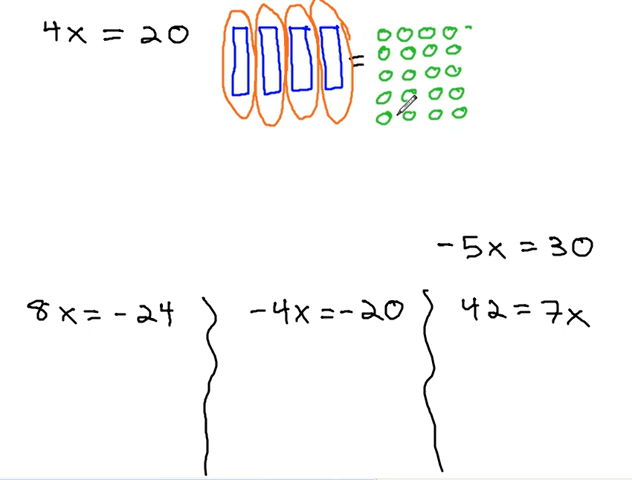 4x = 20 =
-5x = 30
8x = -24
-4x = -20
42 = 7x